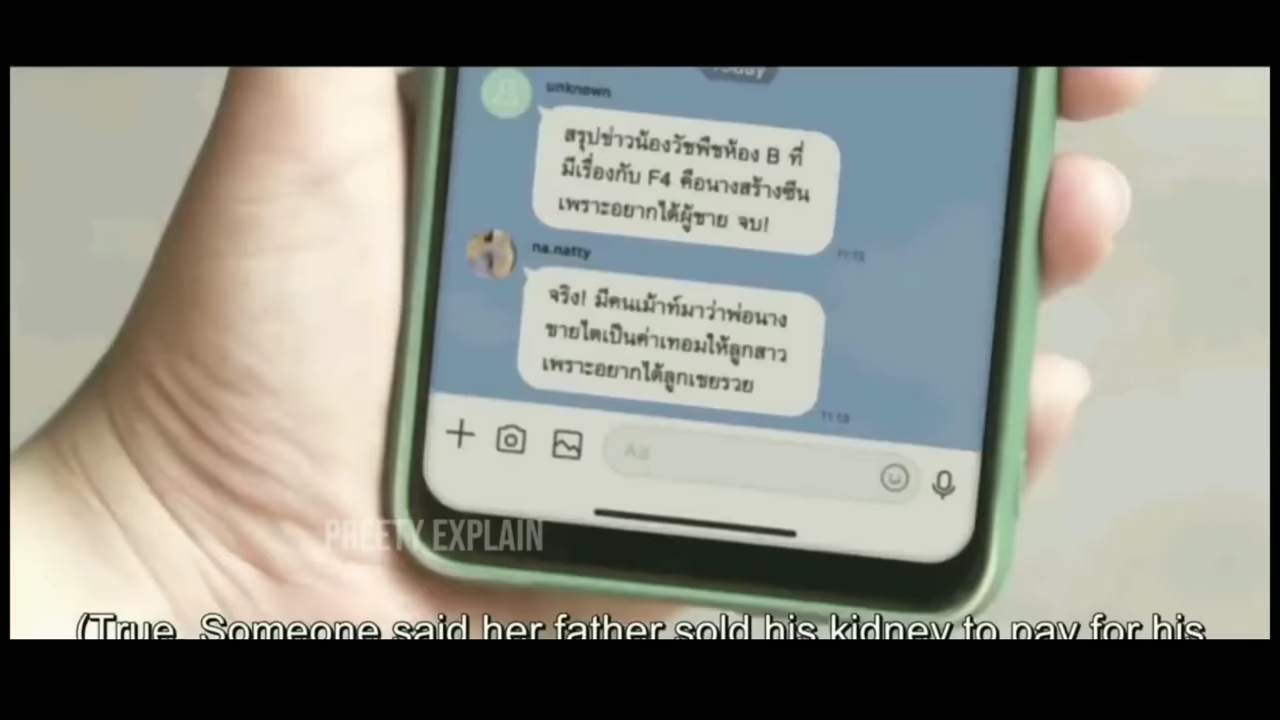 Today
unknown
สรุปข่าวน้องวัชพืชห้อง B ที่
มีเรื่องกับ F4 คือนางสร้างซีน
เพราะอยากได้ผู้ชาย จบ!
11:13
na.natty
จริง! มีคนเม้าท์มาว่าพ่อนาง
ขายไตเป็นค่าเทอมให้ลูกสาว
เพราะอยากได้ลูกเขยรวย
11:13
Aa
PREETY EXPLAIN
(True. Someone said her father sold his kidney to pay for his